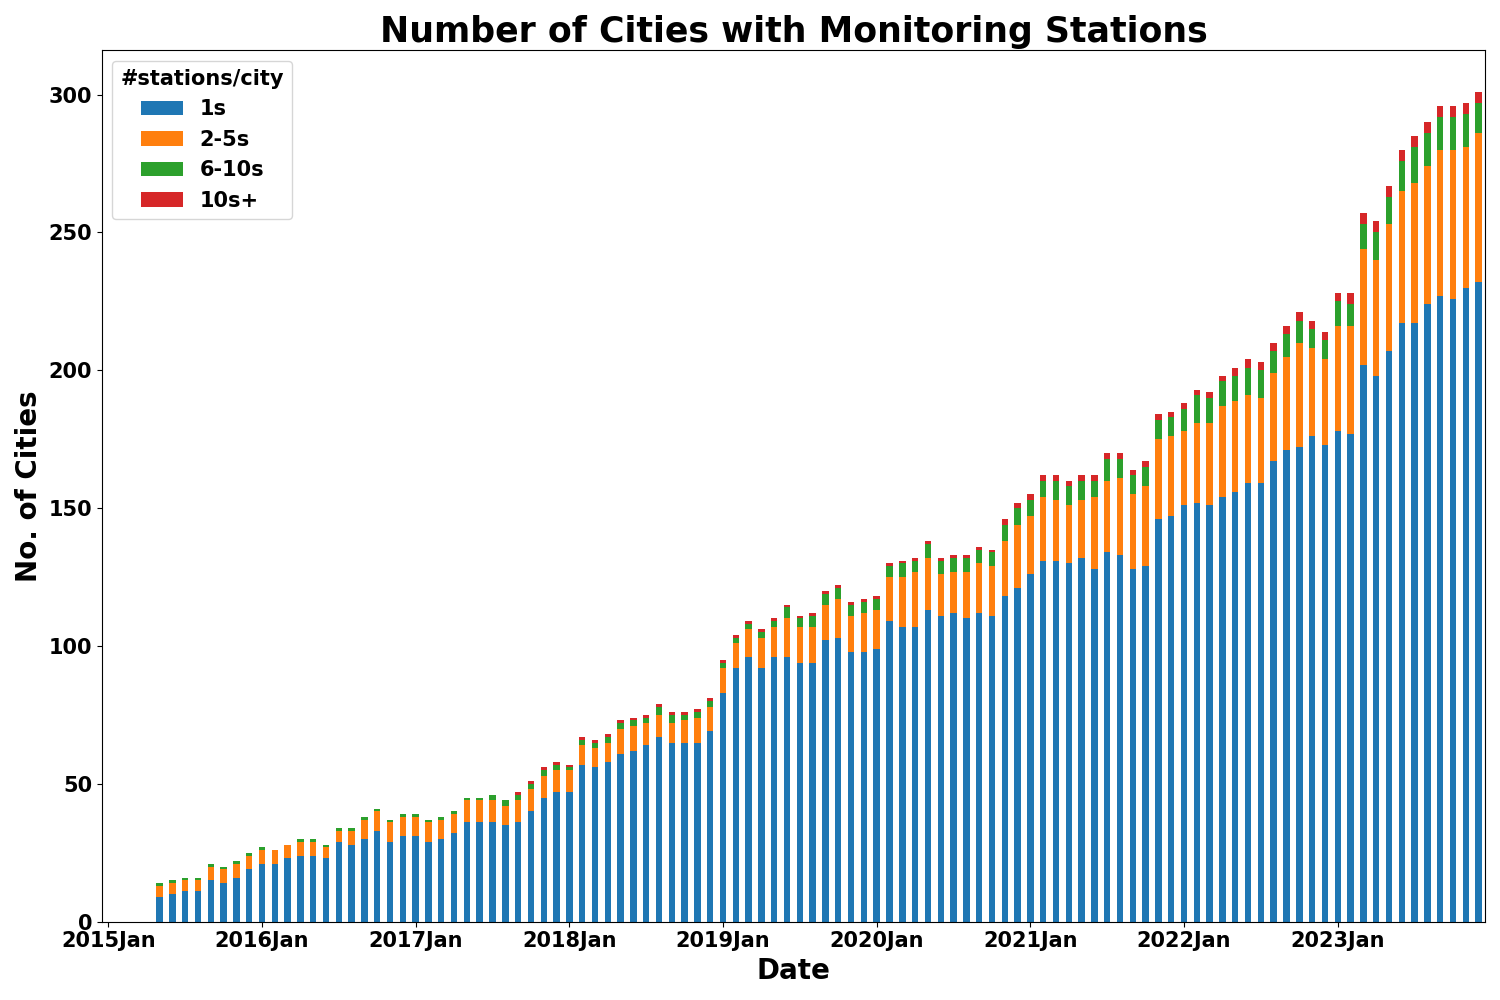 Number of Cities with Monitoring Stations
#stations/city
1s
2-5s
6-10s
10s+
300
250
200
150
100
50
0
No. of Cities
2015Jan 2016Jan 2017Jan 2018Jan 2019Jan 2020Jan 2021Jan 2022Jan 2023Jan
Date